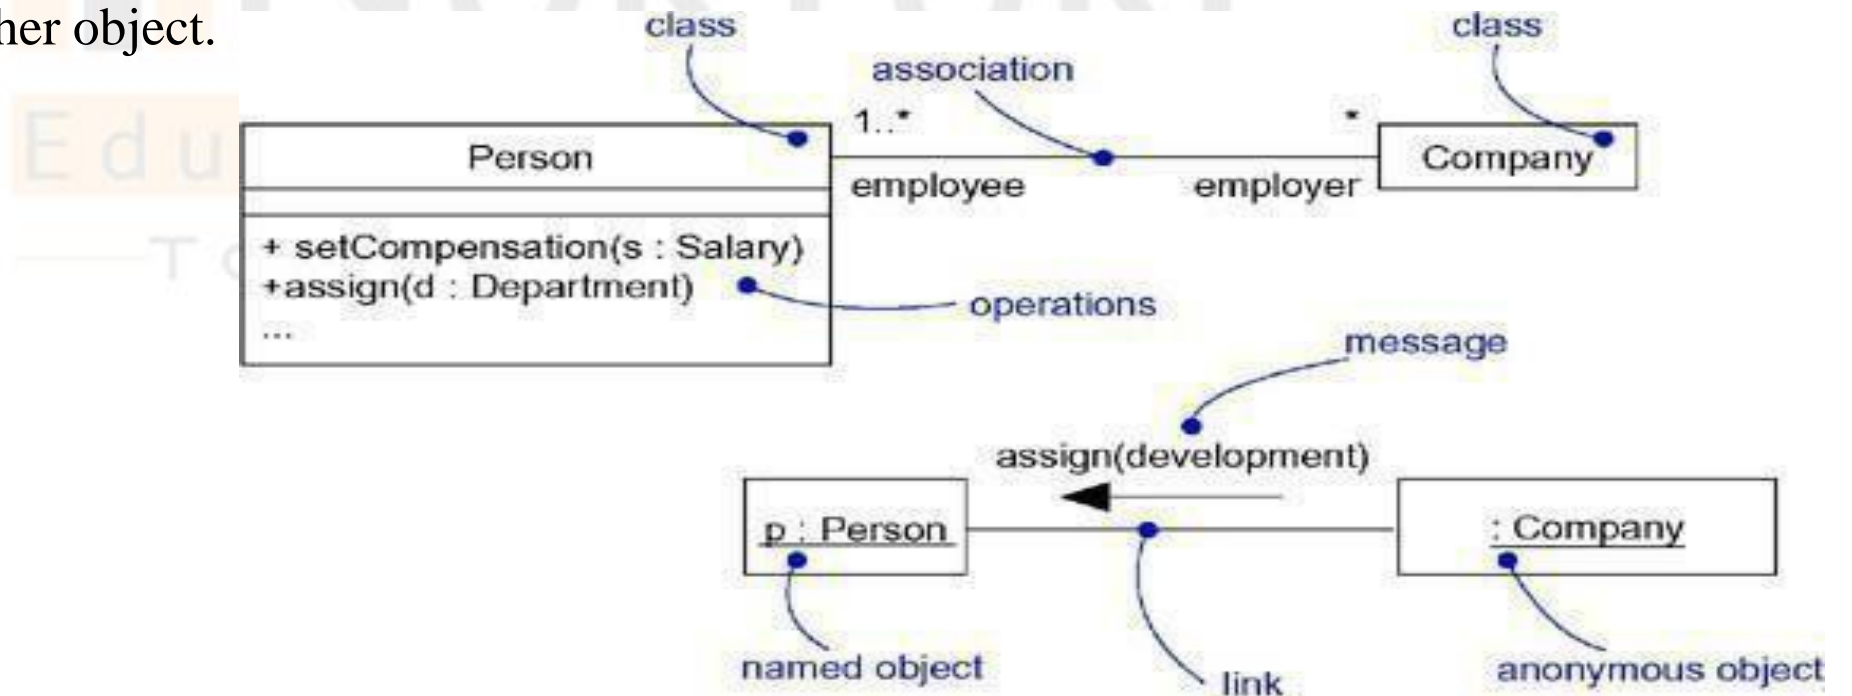 her object.
class
class
association
1..*
*
Person
Company
employee
employer
+ setCompensation(s : Salary)
+assign(d : Department)
...
operations
message
assign(development)
p : Person
: Company
named object
link
anonymous object